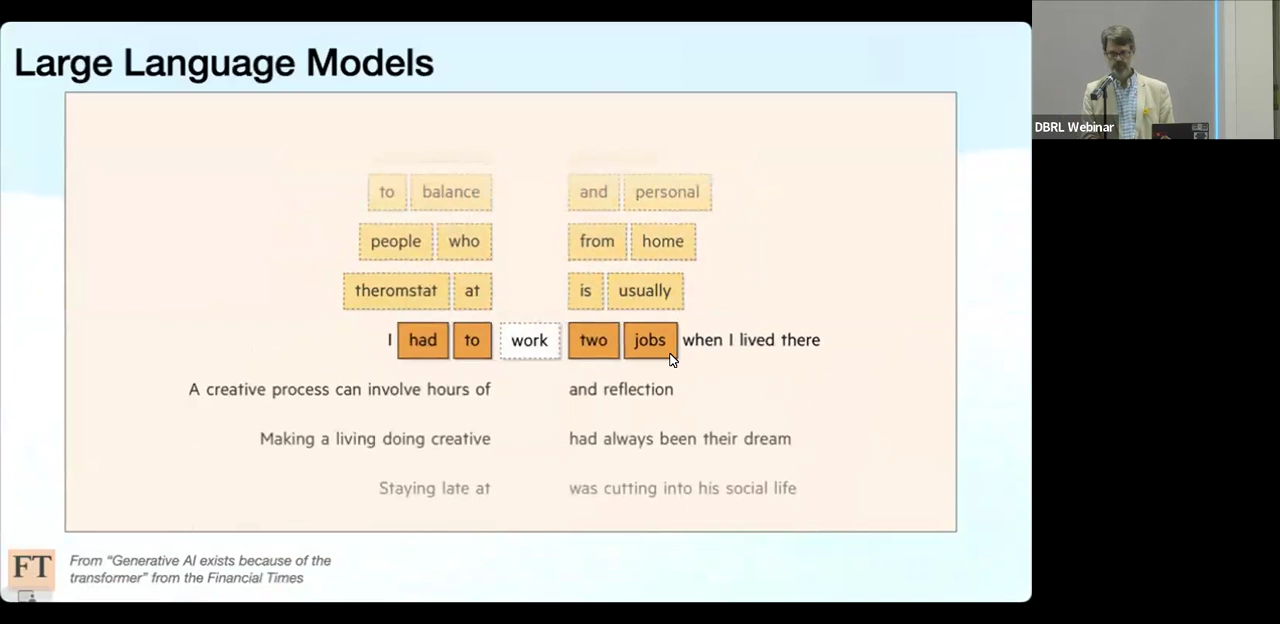 Large Language Models
DBRL Webinar
to balance and personal
people who from home
theromstat at is usually
I had to work two jobs when I lived there
A creative process can involve hours of and reflection
Making a living doing creative had always been their dream
Staying late at was cutting into his social life
FT
From “Generative AI exists because of the
transformer” from the Financial Times